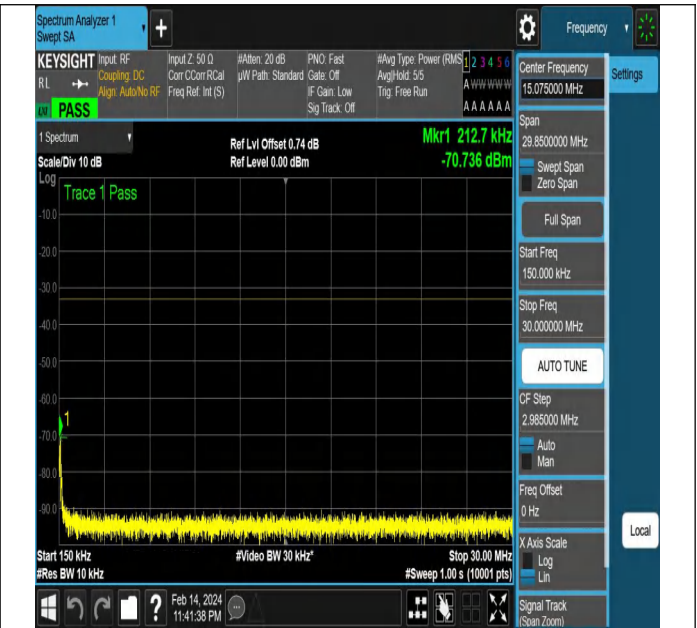 Spectrum Analyzer 1
Swept SA
+
Frequency
KEYSIGHT Input: RF Input Z: 50 Ω #Atten: 20 dB PNO: Fast #Avg Type: Power (RMS 1 2 3 4 5 6
RL Coupling: DC Corr CCorr RCal µW Path: Standard Gate: Off Avg|Hold: 5/5 A W W W W W
Align: Auto/No RF Freq Ref: Int (S) IF Gain: Low Trig: Free Run
PASS Sig Track: Off A A A A A A
1 Spectrum
Ref Lvl Offset 0.74 dB
Mkr1 212.7 kHz
Scale/Div 10 dB
Ref Level 0.00 dBm
-70.736 dBm
Log
Trace 1 Pass
-10.0
-20.0
-30.0
-40.0
-50.0
-60.0
1
-70.0
-80.0
-90.0
Start 150 kHz
#Video BW 30 kHz*
Stop 30.00 MHz
#Res BW 10 kHz
#Sweep 1.00 s (10001 pts)
?
Feb 14, 2024
11:41:38 PM
Center Frequency
15.075000 MHz
Settings
Span
29.8500000 MHz
Swept Span
Zero Span
Full Span
Start Freq
150.000 kHz
Stop Freq
30.000000 MHz
AUTO TUNE
CF Step
2.985000 MHz
Auto
Man
Freq Offset
0 Hz
Local
X Axis Scale
Log
Lin
Signal Track
(Span Zoom)